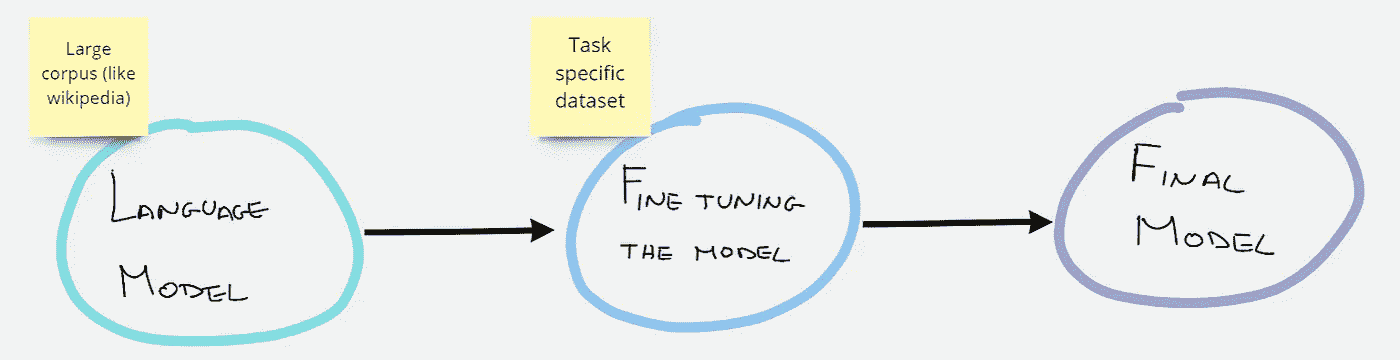 Large
corpus (like
wikipedia)
LANGUAGE
MODEL
Task
specific
dataset
FINE TUNING
THE MODEL
FINAL
MODEL